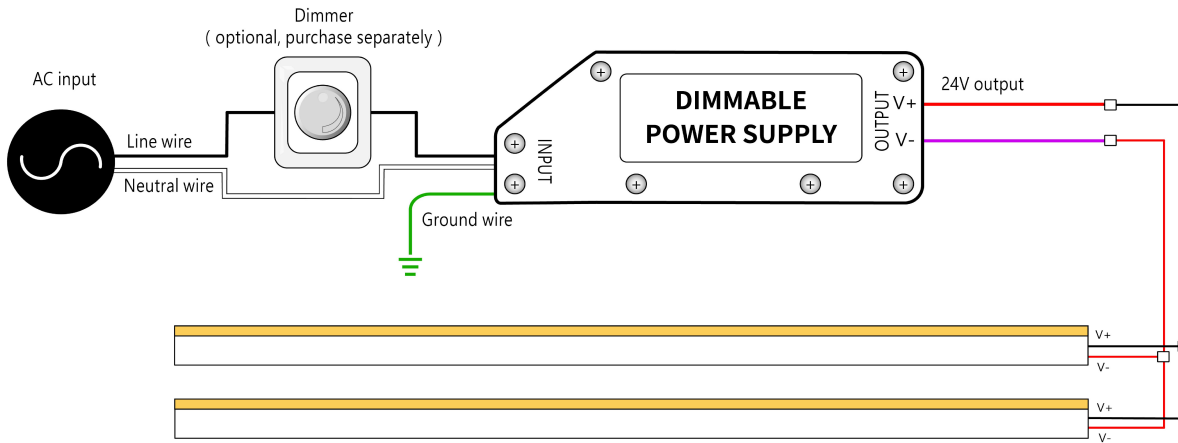 Dimmer
( optional, purchase separately )
AC input
Line wire
Neutral wire
Ground wire
INPUT
DIMMABLE
POWER SUPPLY
OUTPUT
V+
V-
24V output
V+
V-
V+
V-